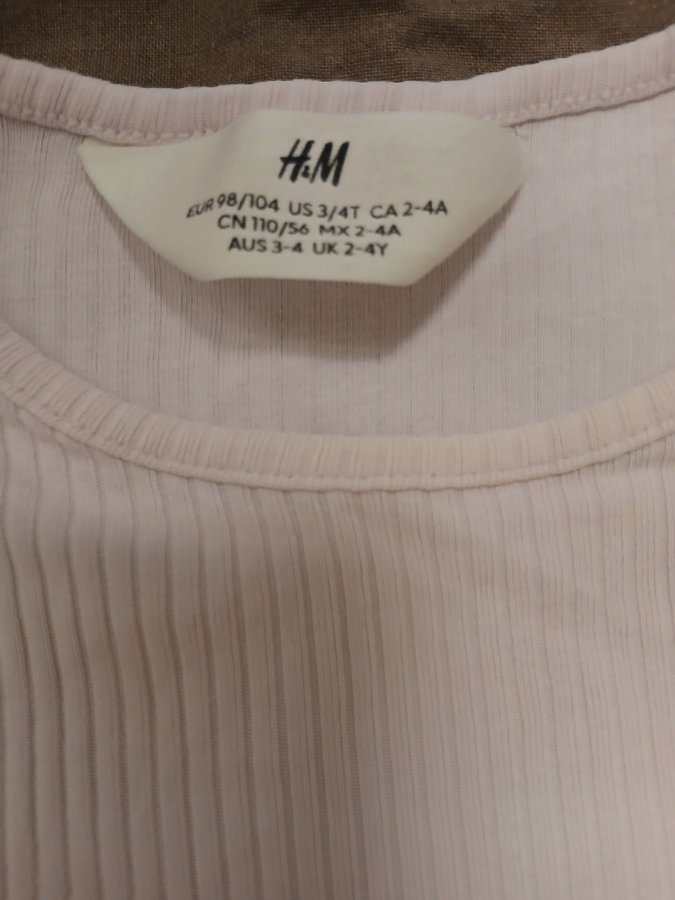 H&M
EUR 98/104 US 3/4T CA 2-4A
CN 110/56 MX 2-4A
AUS 3-4 UK 2-4Y